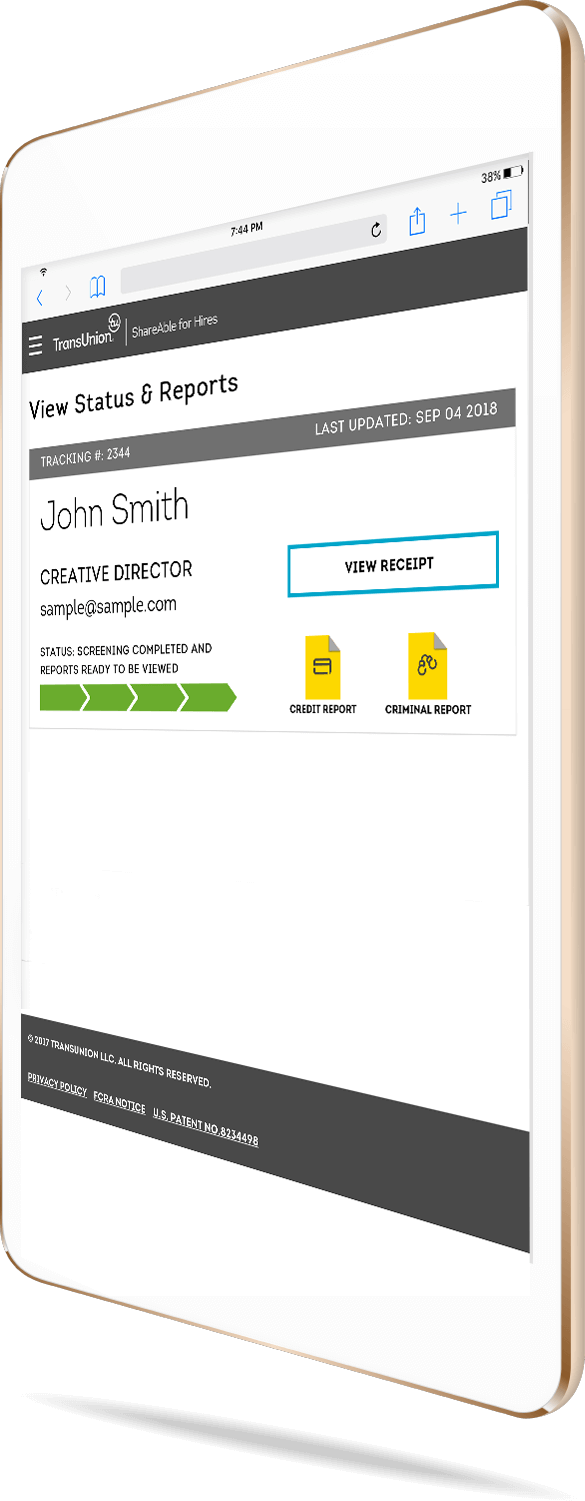 38%
7:44 PM
TransUnion. tu ShareAble for Hires
View Status & Reports
TRACKING #: 2344
LAST UPDATED: SEP 04 2018
John Smith
CREATIVE DIRECTOR
sample@sample.com
VIEW RECEIPT
STATUS: SCREENING COMPLETED AND
REPORTS READY TO BE VIEWED
CREDIT REPORT
CRIMINAL REPORT
© 2017 TRANSUNION LLC. ALL RIGHTS RESERVED.
PRIVACY POLICY FCRA NOTICE U.S. PATENT NO.8234498